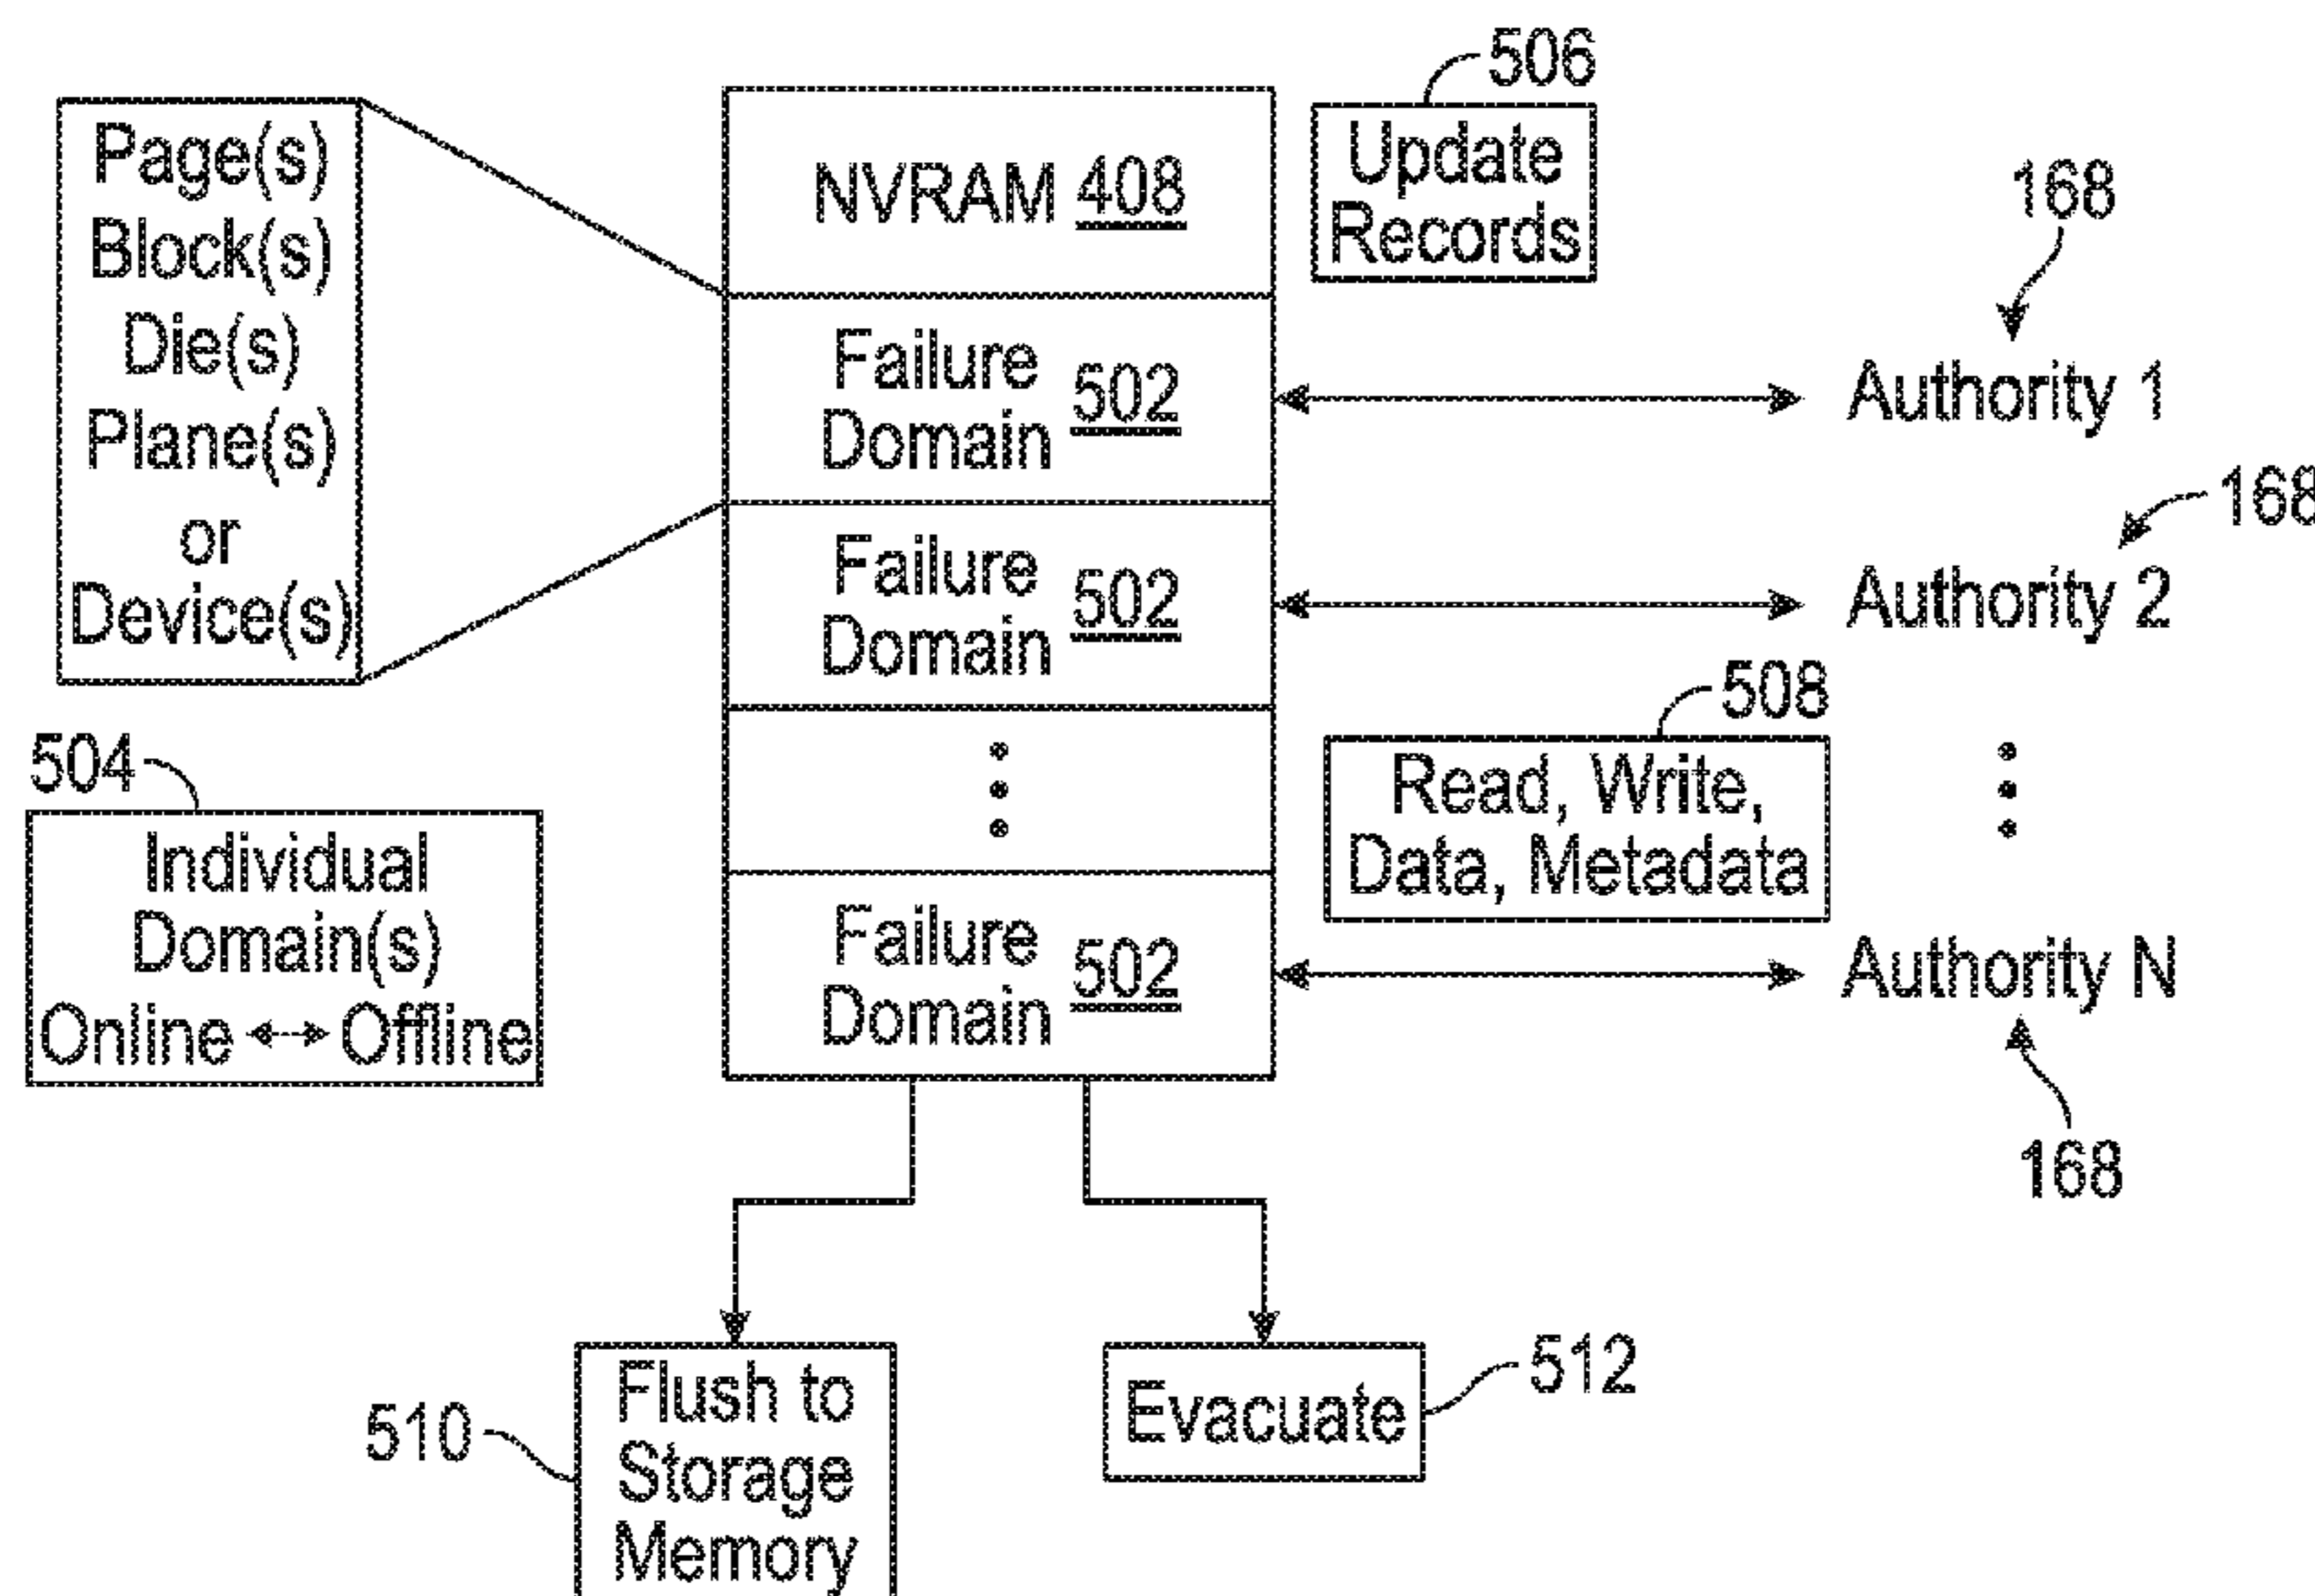 506
Page(s)
Block(s)
Die(s)
Plane(s)
or
Device(s)
NVRAM 408
Update
Records
168
Failure
Domain 502
Authority 1
168
Failure
Domain 502
Authority 2
508
Read, Write,
Data, Metadata
504
Individual
Domain(s)
Online Offline
Failure
Domain 502
Authority N
168
510
Flush to
Storage
Memory
Evacuate
512